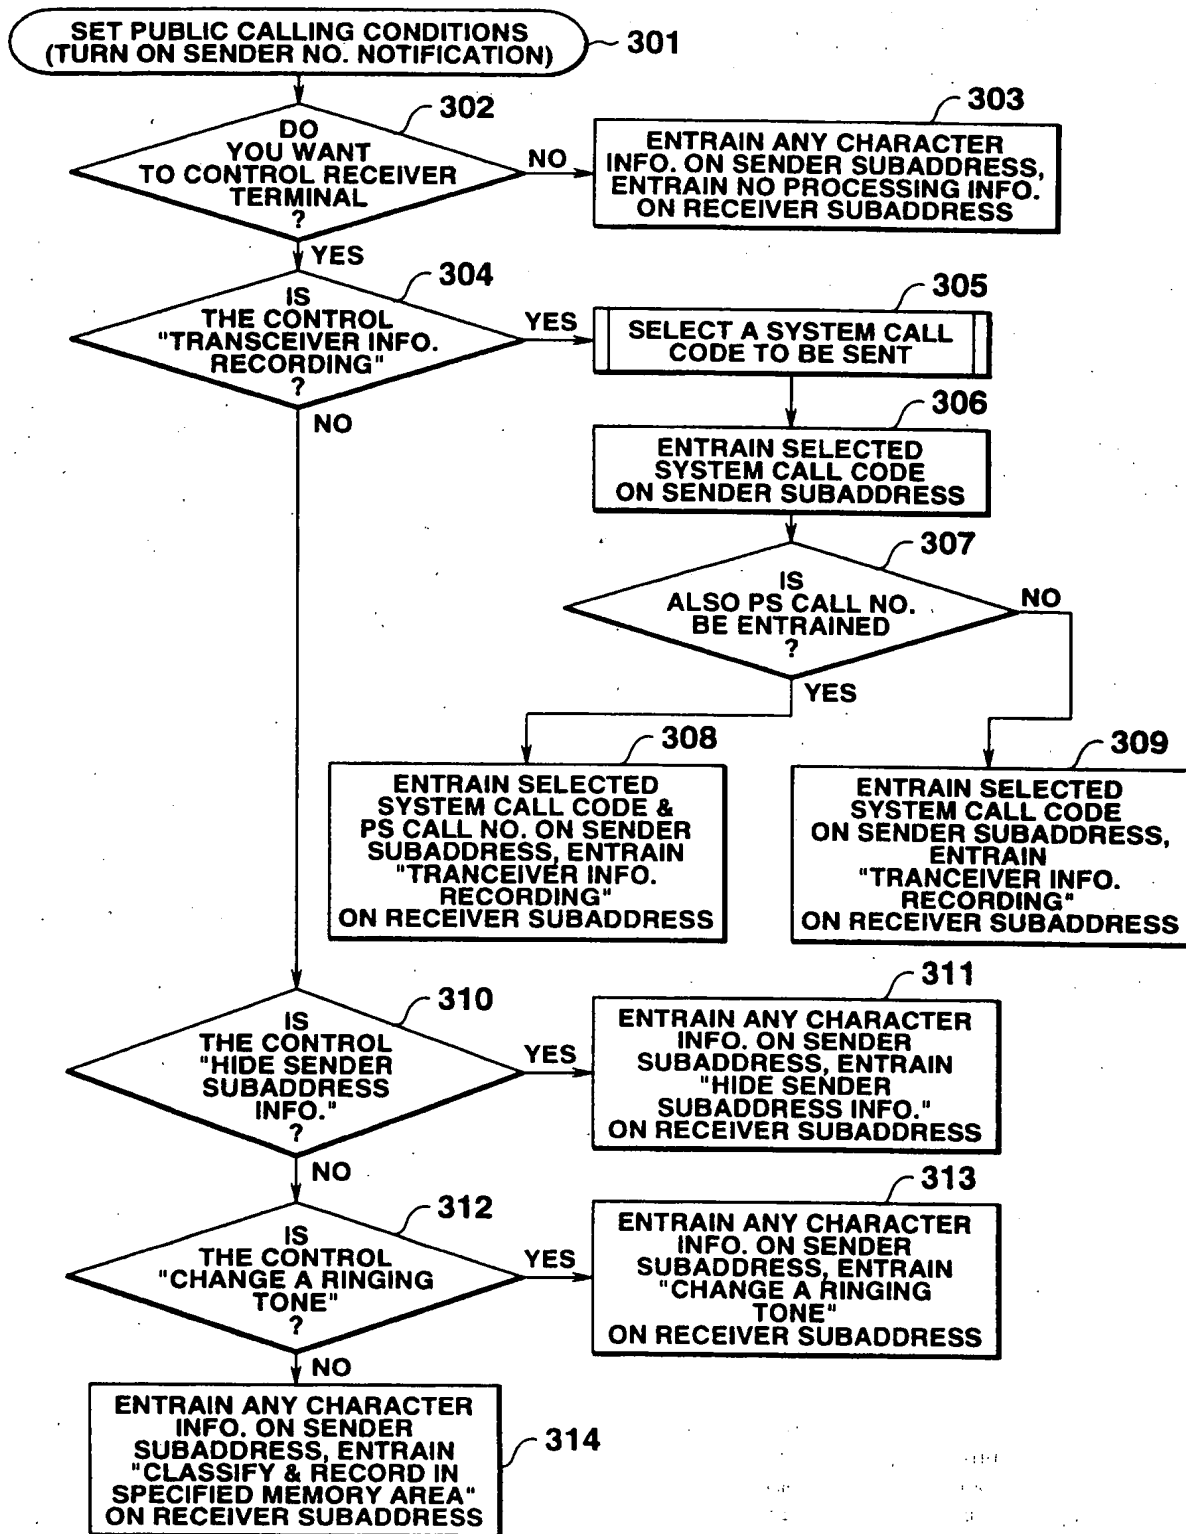 SET PUBLIC CALLING CONDITIONS
(TURN ON SENDER NO. NOTIFICATION)
301
302
DO
YOU WANT
TO CONTROL RECEIVER
TERMINAL
?
NO
303
ENTRAIN ANY CHARACTER
INFO. ON SENDER SUBADDRESS,
ENTRAIN NO PROCESSING INFO.
ON RECEIVER SUBADDRESS
YES
304
IS
THE CONTROL
"TRANSCEIVER INFO.
RECORDING"
?
YES
305
SELECT A SYSTEM CALL
CODE TO BE SENT
NO
306
ENTRAIN SELECTED
SYSTEM CALL CODE
ON SENDER SUBADDRESS
307
IS
ALSO PS CALL NO.
BE ENTRAINED
?
NO
YES
308
ENTRAIN SELECTED
SYSTEM CALL CODE &
PS CALL NO. ON SENDER
SUBADDRESS, ENTRAIN
"TRANCEIVER INFO.
RECORDING"
ON RECEIVER SUBADDRESS
309
ENTRAIN SELECTED
SYSTEM CALL CODE
ON SENDER SUBADDRESS,
ENTRAIN
"TRANCEIVER INFO.
RECORDING"
ON RECEIVER SUBADDRESS
310
IS
THE CONTROL
"HIDE SENDER
SUBADDRESS
INFO."
?
YES
311
ENTRAIN ANY CHARACTER
INFO. ON SENDER
SUBADDRESS, ENTRAIN
"HIDE SENDER
SUBADDRESS INFO."
ON RECEIVER SUBADDRESS
NO
312
IS
THE CONTROL
"CHANGE A RINGING
TONE"
?
YES
313
ENTRAIN ANY CHARACTER
INFO. ON SENDER
SUBADDRESS, ENTRAIN
"CHANGE A RINGING
TONE"
ON RECEIVER SUBADDRESS
NO
ENTRAIN ANY CHARACTER
INFO. ON SENDER
SUBADDRESS, ENTRAIN
"CLASSIFY & RECORD IN
SPECIFIED MEMORY AREA"
ON RECEIVER SUBADDRESS
314